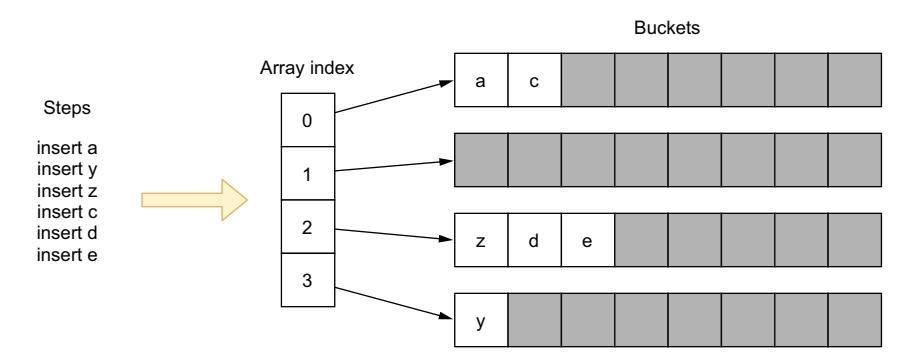 Buckets
Array index
Steps
insert a
insert y
insert z
insert c
insert d
insert e
0
1
2
3
a c
z d e
y